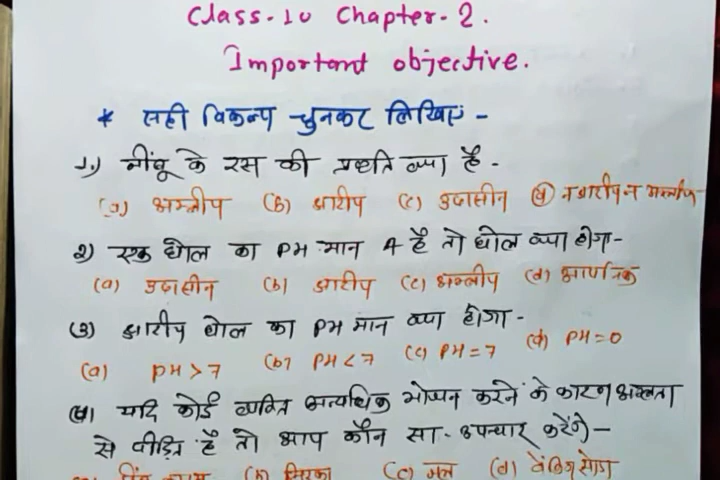 Class-10 Chapter-2.
Important objective.
* सही विकल्प चुनकर लिखिए -
1.) नींबू के रस की प्रकृति क्या है -
(a) अम्लीय (b) क्षारीय (c) उदासीन (d) न क्षारीय न अम्लीय
2) एक घोल का PH मान 4 है तो घोल क्या होगा -
(a) उदासीन (b) क्षारीय (c) अम्लीय (d)
(3) क्षारीय घोल का PH मान क्या होगा -
(a) PH > 7 (b) PH < 7 (c) PH = 7 (d) PH = 0
(4) यदि कोई व्यक्ति अत्यधिक भोजन करने के कारण अम्लता
से पीड़ित है तो आप कौन सा उपचार करेंगे -
(b) सिरका (c) जल (d) बेकिंग सोडा